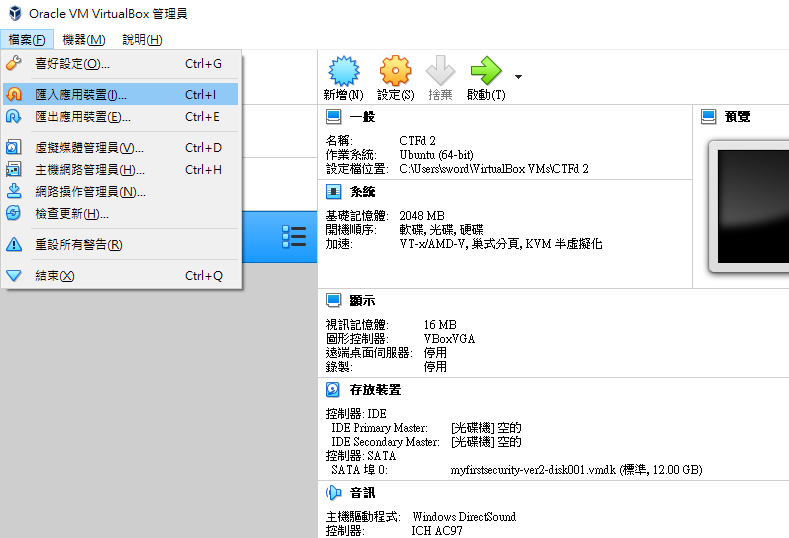 Oracle VM VirtualBox 管理員
檔案(F) 機器(M) 說明(H)
喜好設定(O)... Ctrl+G
匯入應用裝置(I)... Ctrl+I
匯出應用裝置(E)... Ctrl+E
虛擬媒體管理員(V)... Ctrl+D
主機網路管理員(H)... Ctrl+H
網路操作管理員(N)...
檢查更新(H)...
重設所有警告(R)
結束(X) Ctrl+Q
新增(N) 設定(S) 捨棄 啟動(T)
一般
名稱: CTFd 2
作業系統: Ubuntu (64-bit)
設定檔位置: C:\Users\sword\VirtualBox VMs\CTFd 2
預覽
系統
基礎記憶體: 2048 MB
開機順序: 軟碟, 光碟, 硬碟
加速: VT-x/AMD-V, 巢式分頁, KVM 半虛擬化
顯示
視訊記憶體: 16 MB
圖形控制器: VBoxVGA
遠端桌面伺服器: 停用
錄製: 停用
存放裝置
控制器: IDE
IDE Primary Master: [光碟機] 空的
IDE Secondary Master: [光碟機] 空的
控制器: SATA
SATA 埠 0: myfirstsecurity-ver2-disk001.vmdk (標準, 12.00 GB)
音訊
主機驅動程式: Windows DirectSound
控制器: ICH AC97